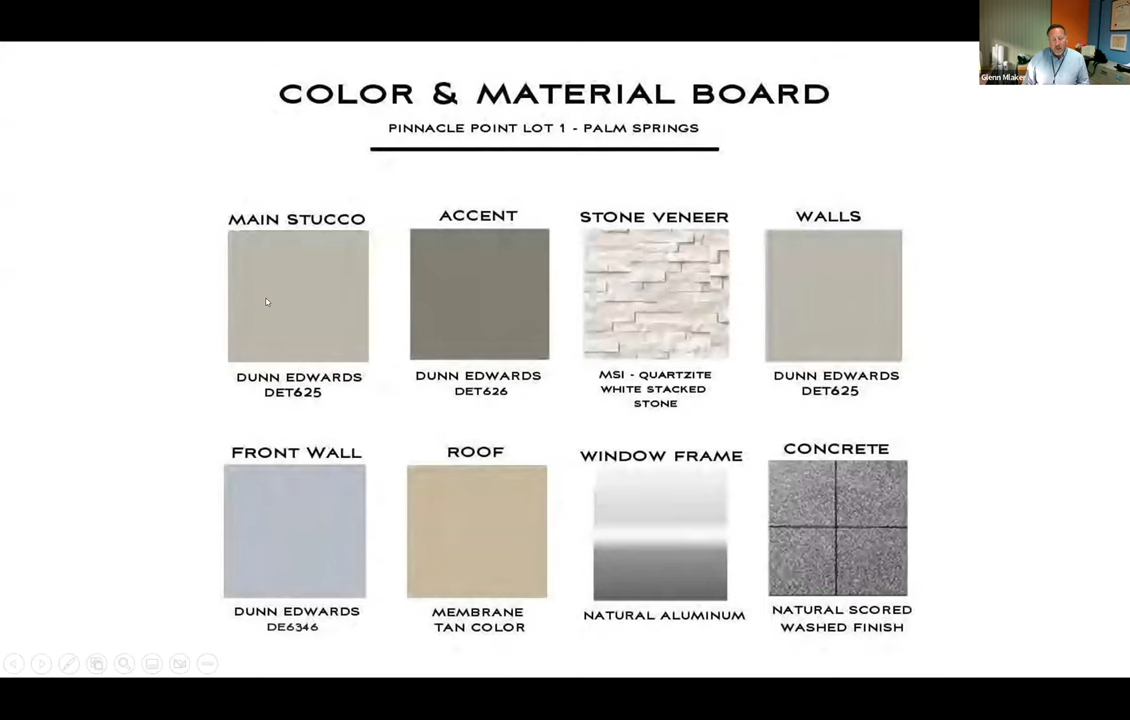 Glenn Mlaker
COLOR & MATERIAL BOARD
PINNACLE POINT LOT 1 - PALM SPRINGS
MAIN STUCCO
ACCENT
STONE VENEER
WALLS
DUNN EDWARDS
DET625
DUNN EDWARDS
DET626
MSI - QUARTZITE
WHITE STACKED
STONE
DUNN EDWARDS
DET625
FRONT WALL
ROOF
WINDOW FRAME
CONCRETE
DUNN EDWARDS
DE6346
MEMBRANE
TAN COLOR
NATURAL ALUMINUM
NATURAL SCORED
WASHED FINISH